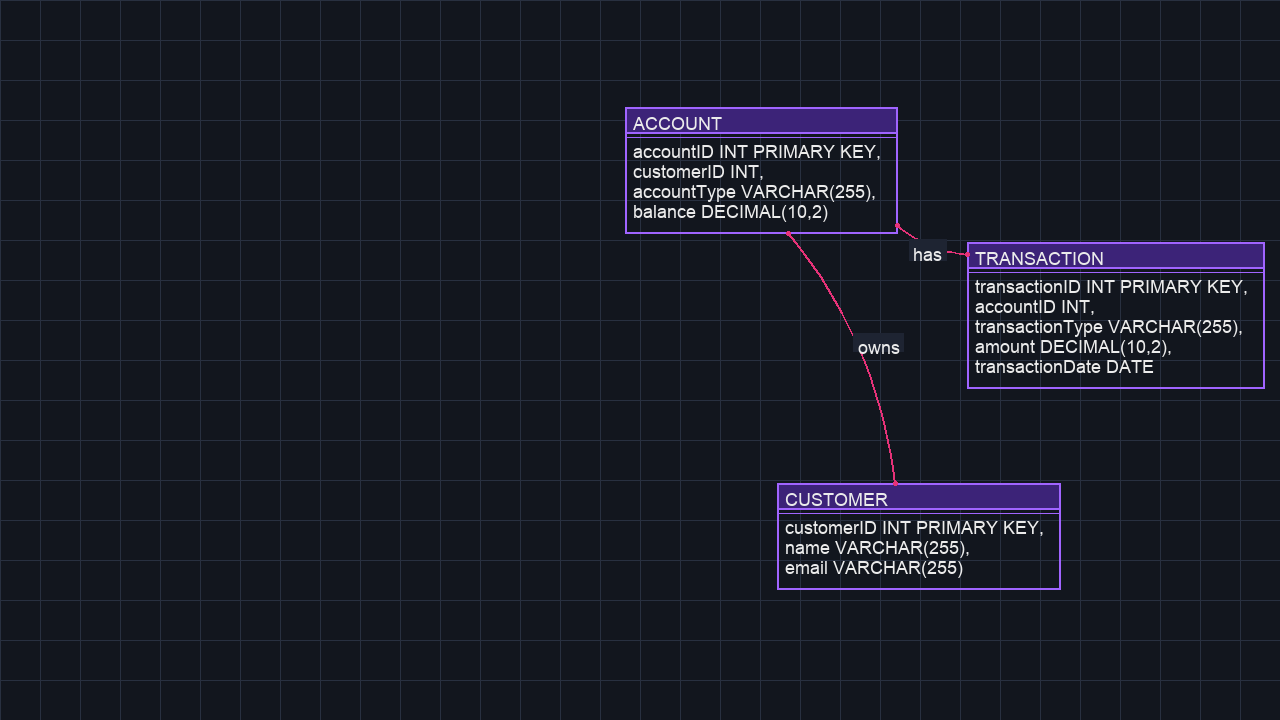 ACCOUNT
accountID INT PRIMARY KEY,
customerID INT,
accountType VARCHAR(255),
balance DECIMAL(10,2)
has
TRANSACTION
transactionID INT PRIMARY KEY,
accountID INT,
transactionType VARCHAR(255),
amount DECIMAL(10,2),
transactionDate DATE
owns
CUSTOMER
customerID INT PRIMARY KEY,
name VARCHAR(255),
email VARCHAR(255)